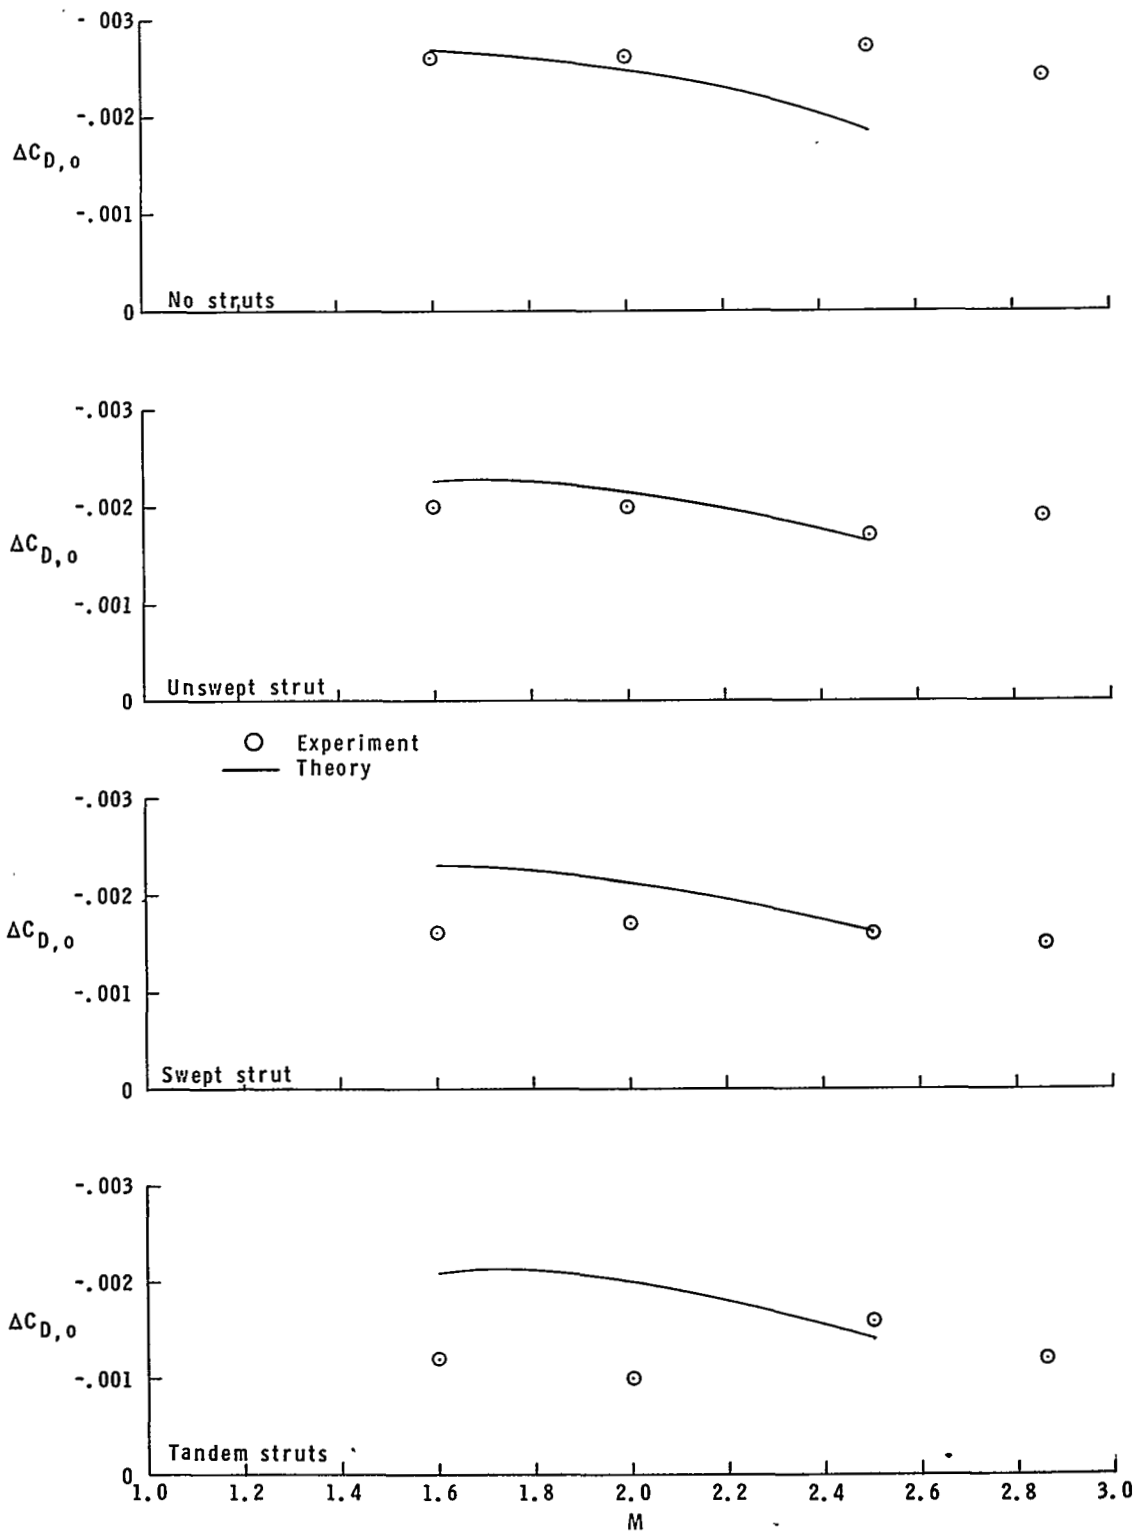 - 003
-.002
ΔC_D,o
-.001
No struts
0
-.003
-.002
ΔC_D,o
-.001
Unswept strut
0
Experiment
Theory
-.003
-.002
ΔC_D,o
-.001
Swept strut
0
-.003
-.002
ΔC_D,o
-.001
Tandem struts
0
1.0 1.2 1.4 1.6 1.8 2.0 2.2 2.4 2.6 2.8 3.0
M